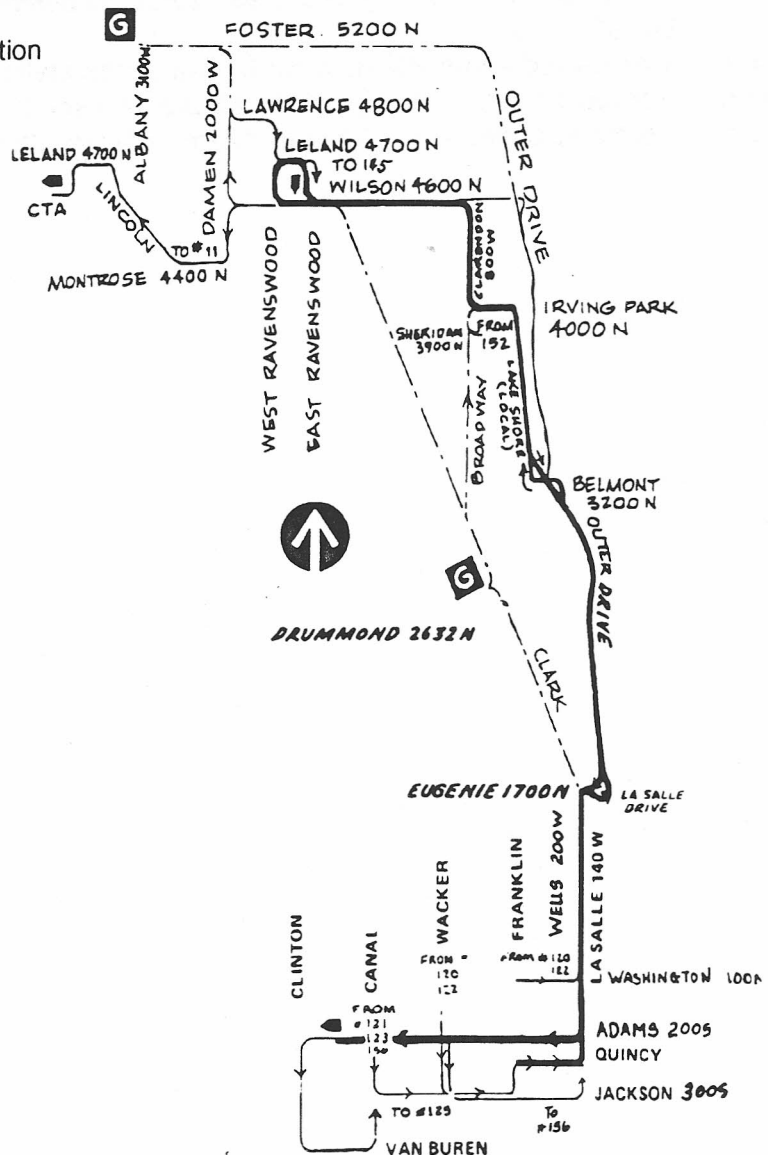 G
FOSTER. 5200 N
tion
ALBANY 3100W
DAMEN 2000 W
LAWRENCE 4800 N
LELAND 4700 N
TO 145
WILSON 4600 N
LELAND 4700 N
CTA
LINCOLN
TO # 11
MONTROSE 4400 N
OUTER DRIVE
CLARENDON
800W
WEST RAVENSWOOD
EAST RAVENSWOOD
SHERIDAN
3900N
FROM
152
IRVING PARK
4000 N
BROADWAY
LAKE SHORE
(LOCAL)
BELMONT
3200 N
OUTER DRIVE
G
DRUMMOND 2632 N
CLARK
EUGENIE 1700 N
LA SALLE
DRIVE
CLINTON
CANAL
WACKER
FRANKLIN
WELLS 200 W
LASALLE 140 W
FROM
120
122
FROM # 120
122
WASHINGTON 100N
FROM
121
123
ADAMS 200S
QUINCY
JACKSON 300S
TO #125
TO
#156
VAN BUREN